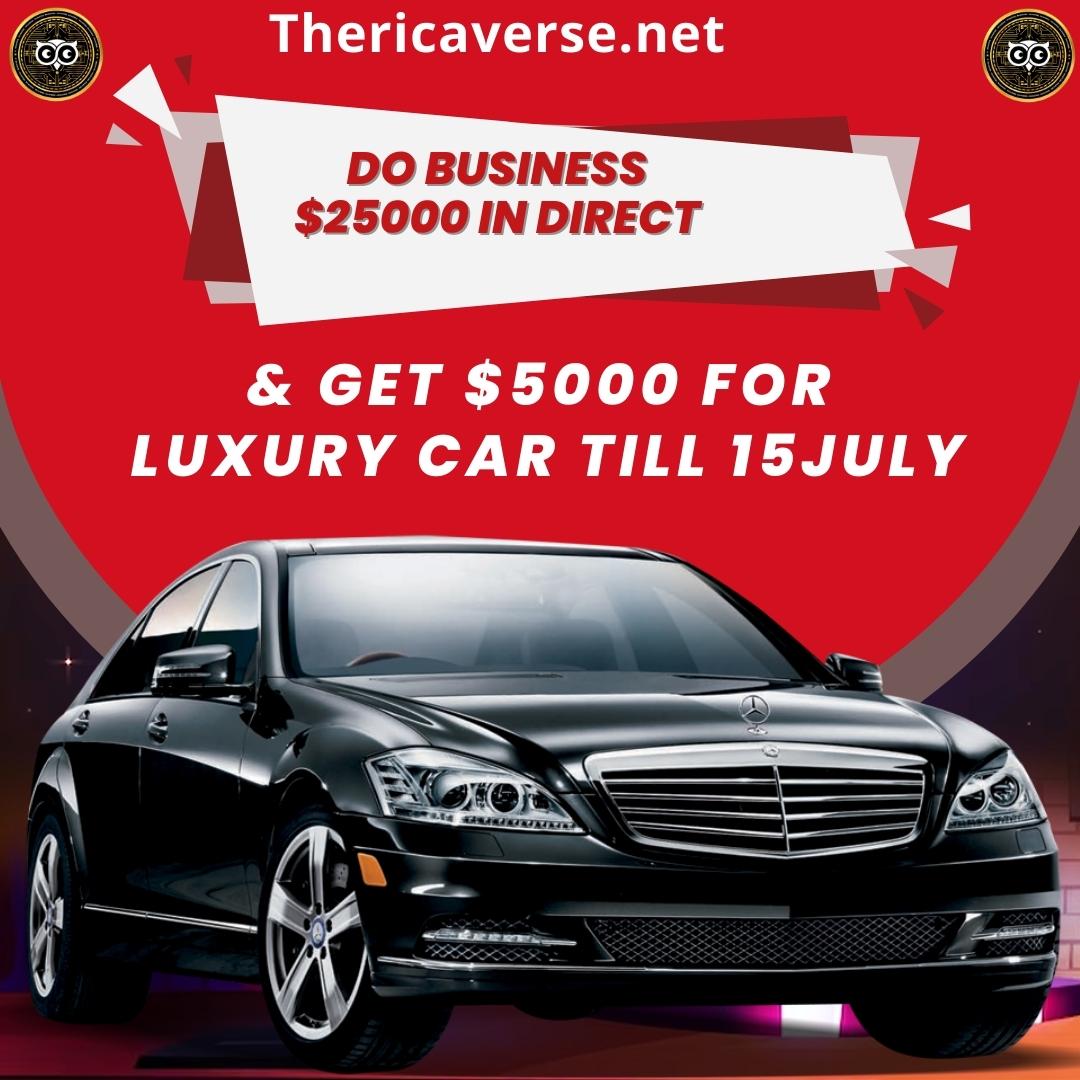 Thericaverse.net
DO BUSINESS
$25000 IN DIRECT
& GET $5000 FOR
LUXURY CAR TILL 15JULY